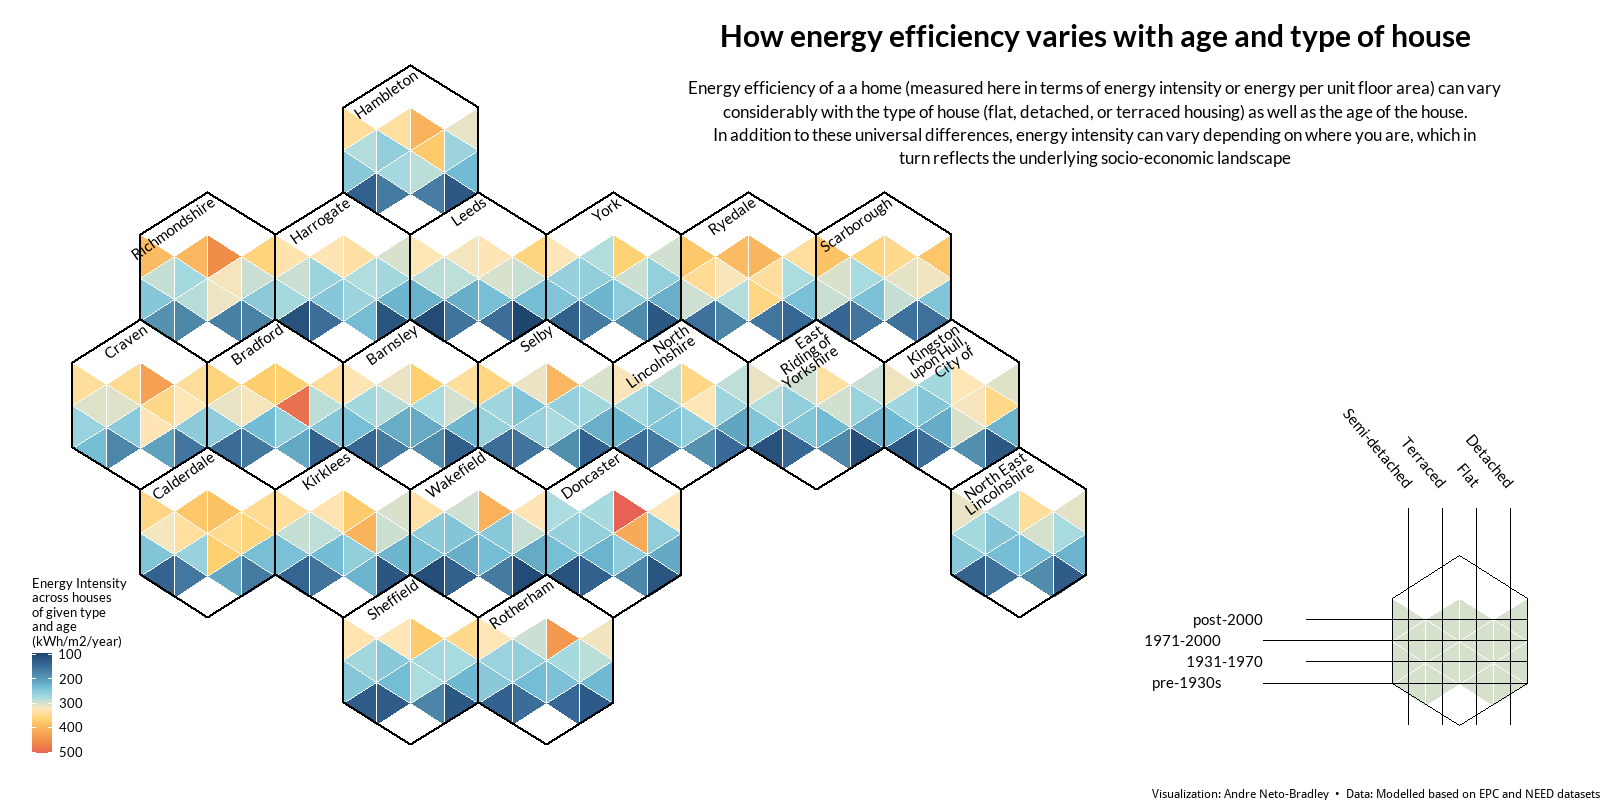 How energy efficiency varies with age and type of house
Energy efficiency of a a home (measured here in terms of energy intensity or energy per unit floor area) can vary
considerably with the type of house (flat, detached, or terraced housing) as well as the age of the house.
In addition to these universal differences, energy intensity can vary depending on where you are, which in
turn reflects the underlying socio-economic landscape
Hambleton
Richmondshire
Harrogate
Leeds
York
Ryedale
Scarborough
Craven
Bradford
Barnsley
Selby
North
Lincolnshire
East
Riding of
Yorkshire
Kingston
upon Hull,
City of
Calderdale
Kirklees
Wakefield
Doncaster
North East
Lincolnshire
Sheffield
Rotherham
Energy Intensity
across houses
of given type
and age
(kWh/m2/year)
100
200
300
400
500
Semi-detached
Terraced
Flat
Detached
post-2000
1971-2000
1931-1970
pre-1930s
Visualization: Andre Neto-Bradley • Data: Modelled based on EPC and NEED datasets